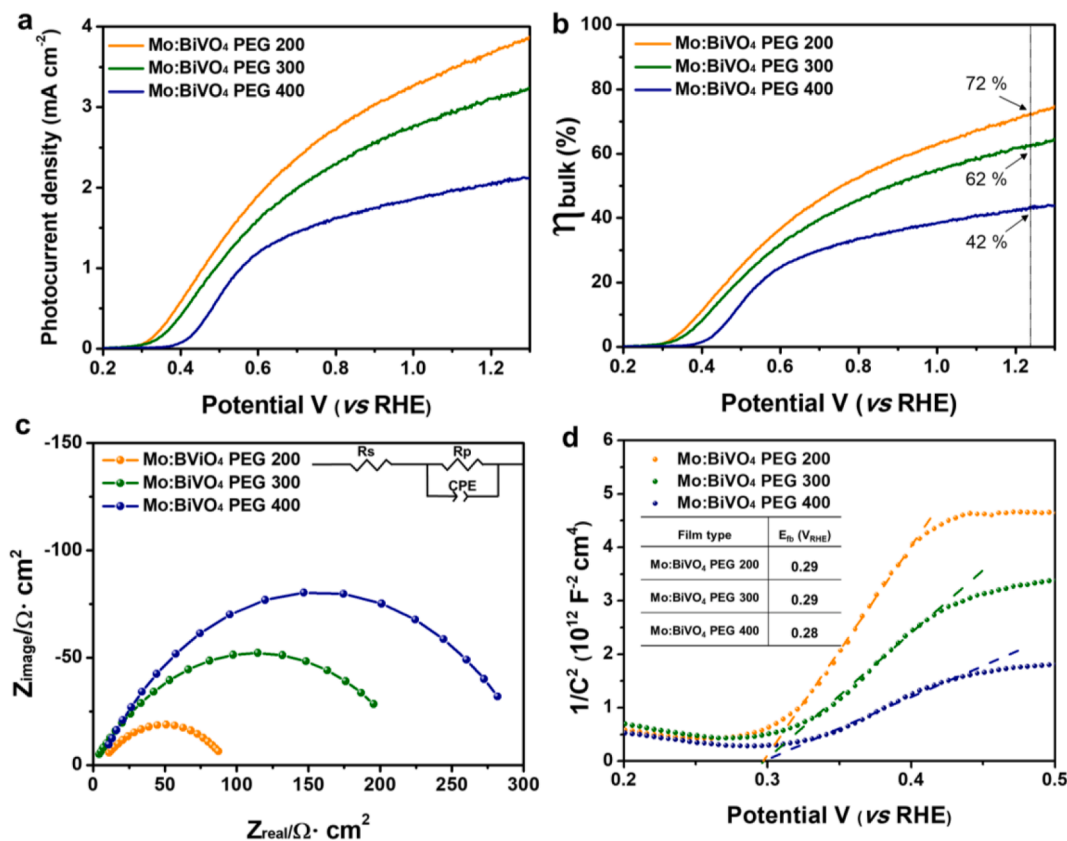 a
Photocurrent density (mA cm⁻²)
4
3
2
1
0
Mo:BiVO₄ PEG 200
Mo:BiVO₄ PEG 300
Mo:BiVO₄ PEG 400
0.2 0.4 0.6 0.8 1.0 1.2
Potential V (vs RHE)
b
ηbulk (%)
100
80
60
40
20
0
Mo:BiVO₄ PEG 200
Mo:BiVO₄ PEG 300
Mo:BiVO₄ PEG 400
72 %
62 %
42 %
0.2 0.4 0.6 0.8 1.0 1.2
Potential V (vs RHE)
c
Zimage/Ω· cm²
-150
-100
-50
0
Mo:BViO₄ PEG 200
Mo:BiVO₄ PEG 300
Mo:BiVO₄ PEG 400
Rs Rp
CPE
0 50 100 150 200 250 300
Zreal/Ω· cm²
d
1/C² (10¹² F⁻² cm⁴)
6
5
4
3
2
1
0
Mo:BiVO₄ PEG 200
Mo:BiVO₄ PEG 300
Mo:BiVO₄ PEG 400
Film type E_fb (V_RHE)
Mo:BiVO₄ PEG 200 0.29
Mo:BiVO₄ PEG 300 0.29
Mo:BiVO₄ PEG 400 0.28
0.2 0.3 0.4 0.5
Potential V (vs RHE)